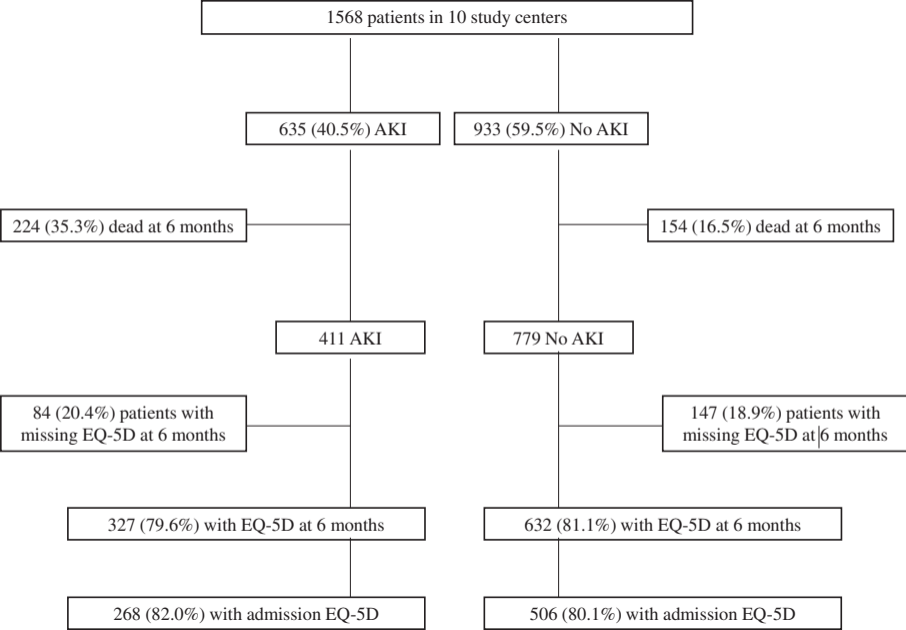 1568 patients in 10 study centers
635 (40.5%) AKI
933 (59.5%) No AKI
224 (35.3%) dead at 6 months
154 (16.5%) dead at 6 months
411 AKI
779 No AKI
84 (20.4%) patients with
missing EQ-5D at 6 months
147 (18.9%) patients with
missing EQ-5D at 6 months
327 (79.6%) with EQ-5D at 6 months
632 (81.1%) with EQ-5D at 6 months
268 (82.0%) with admission EQ-5D
506 (80.1%) with admission EQ-5D